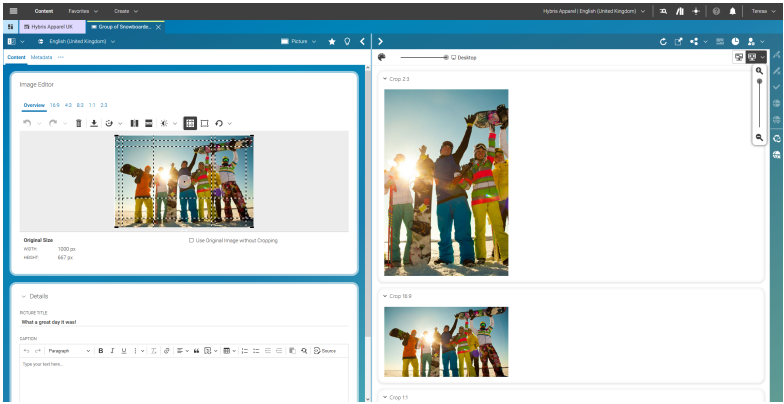 Content Favorites Create Hybris Apparel | English (United Kingdom) Teresa
Hybris Apparel UK Group of Snowboarde...
English (United Kingdom) Picture
Content Metadata ...
Desktop
Image Editor
Overview 16:9 4:3 8:3 1:1 2:3
Original Size
WIDTH: 1000 px
HEIGHT: 667 px
Use Original Image without Cropping
Details
PICTURE TITLE
What a great day it was!
CAPTION
Paragraph B I U Source
Type your text here...
Crop 2:3
Crop 16:9
Crop 1:1